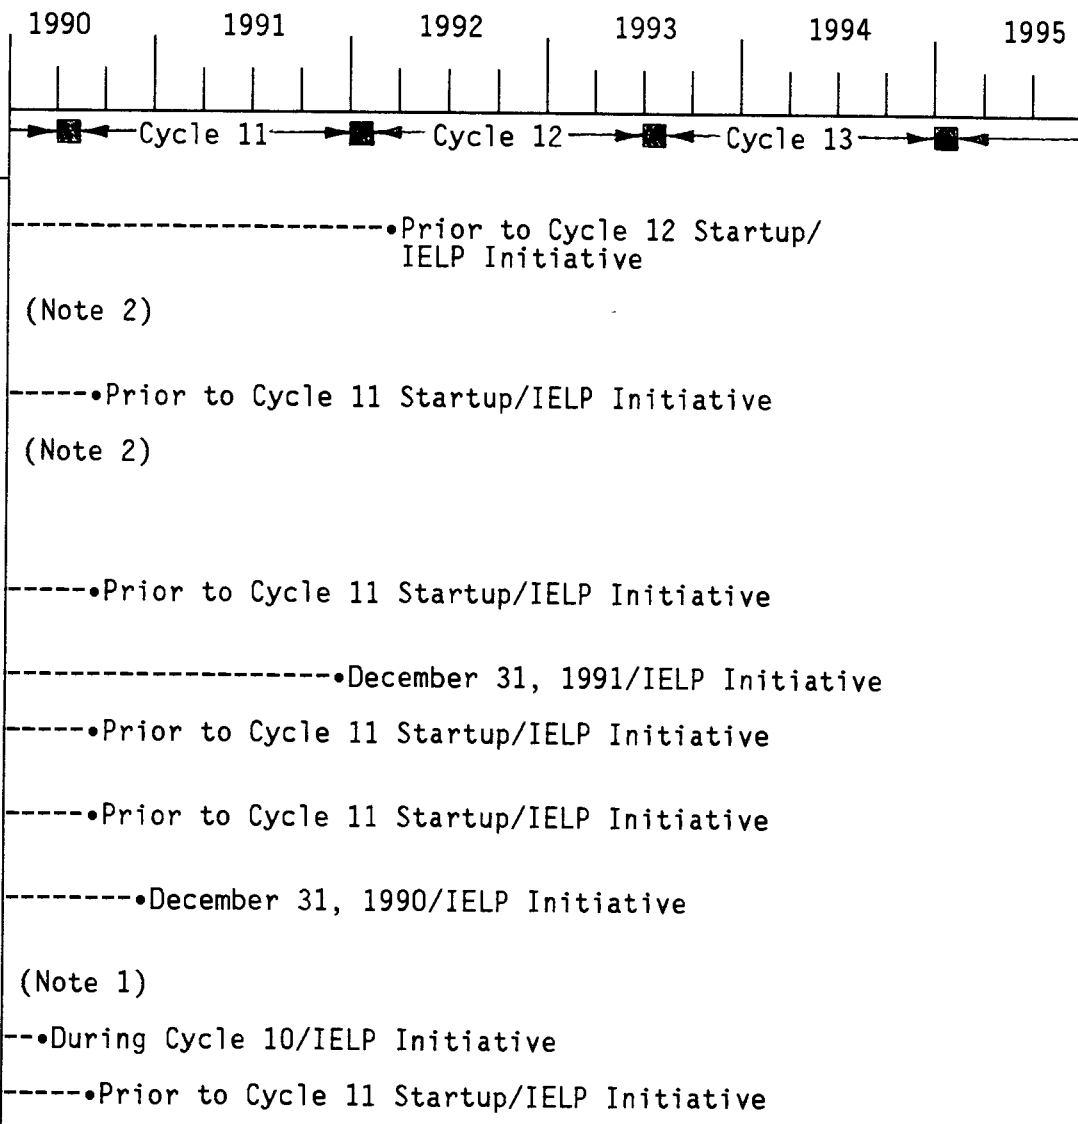 1990 1991 1992 1993 1994 1995
Cycle 11 Cycle 12 Cycle 13
Prior to Cycle 12 Startup/
IELP Initiative
(Note 2)
Prior to Cycle 11 Startup/IELP Initiative
(Note 2)
Prior to Cycle 11 Startup/IELP Initiative
December 31, 1991/IELP Initiative
Prior to Cycle 11 Startup/IELP Initiative
Prior to Cycle 11 Startup/IELP Initiative
December 31, 1990/IELP Initiative
(Note 1)
During Cycle 10/IELP Initiative
Prior to Cycle 11 Startup/IELP Initiative